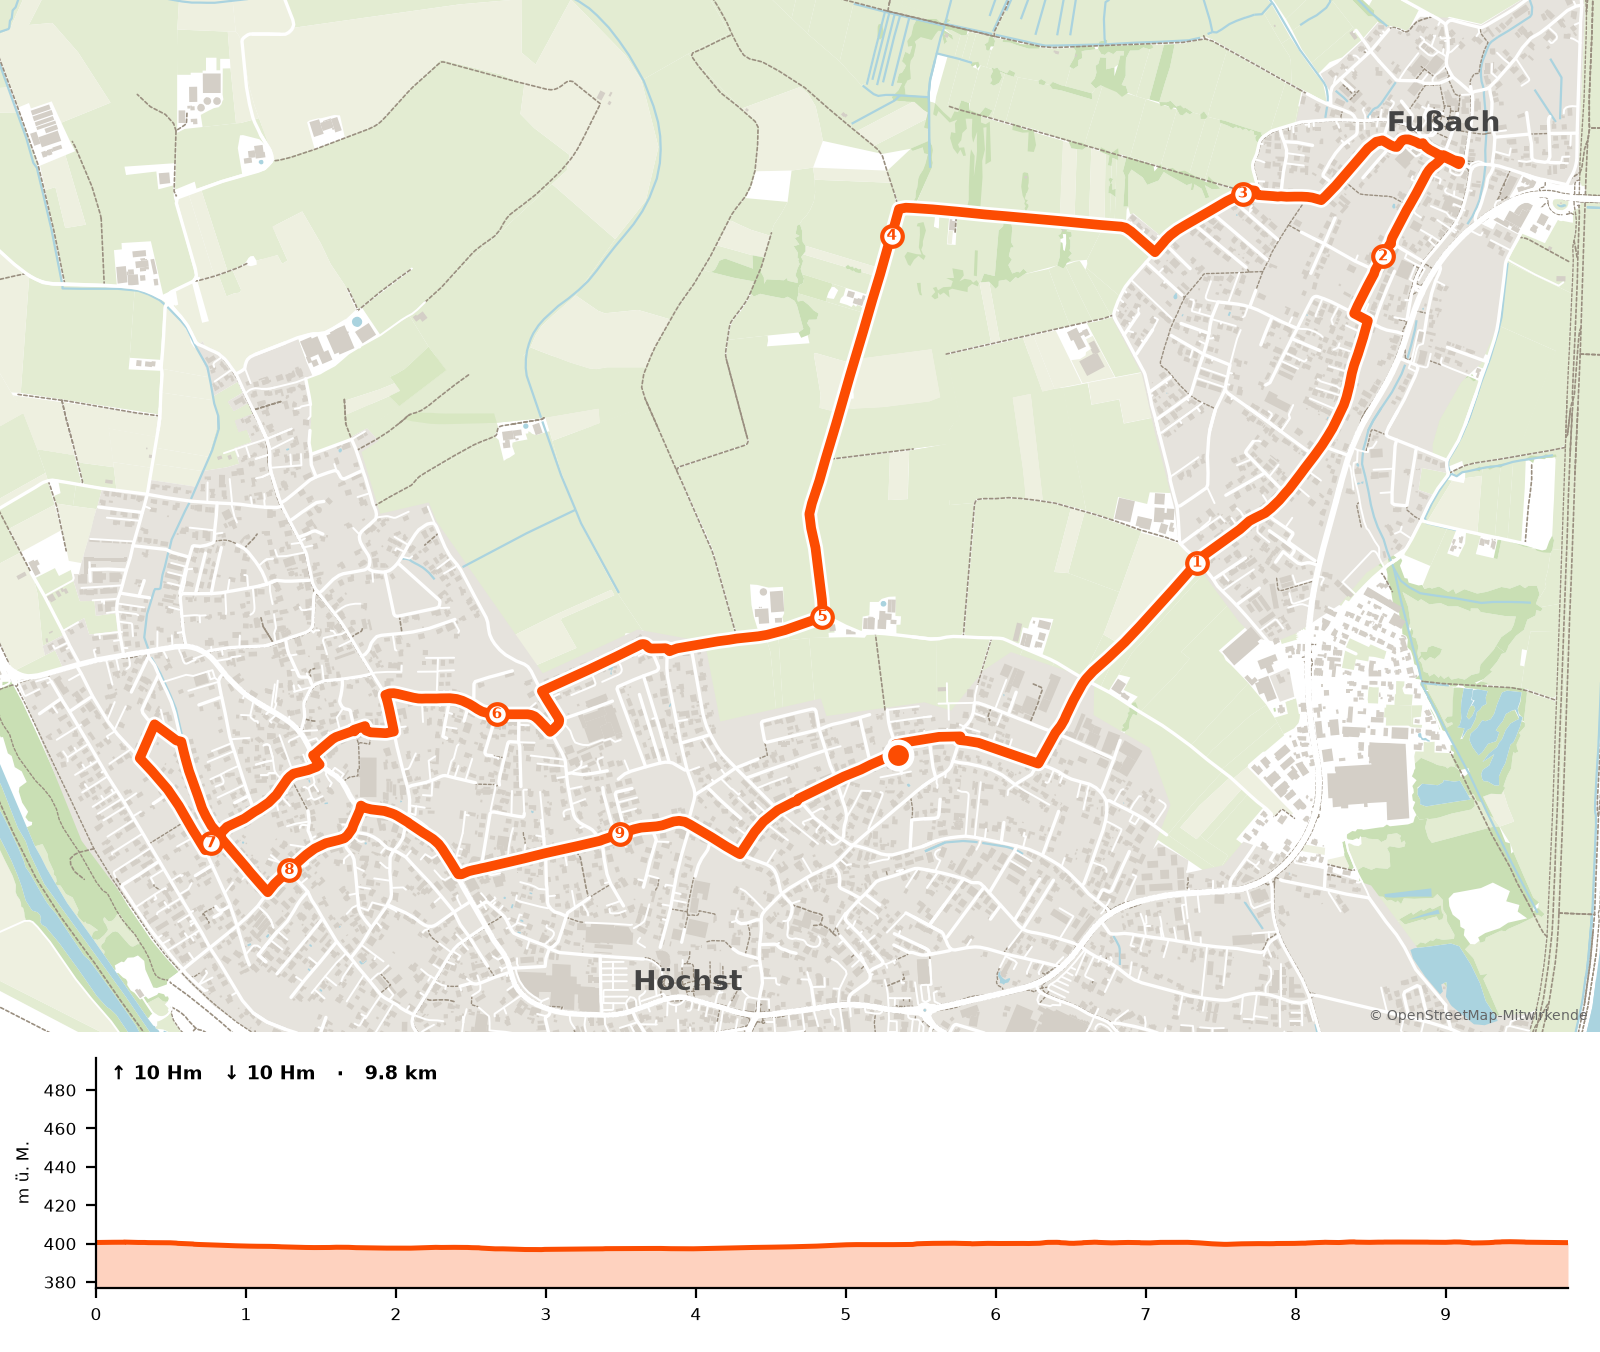 Fußach
3
4
2
1
5
6
7
8
9
Höchst
© OpenStreetMap-Mitwirkende
↑ 10 Hm ↓ 10 Hm · 9.8 km
m ü. M.
480
460
440
420
400
380
0 1 2 3 4 5 6 7 8 9